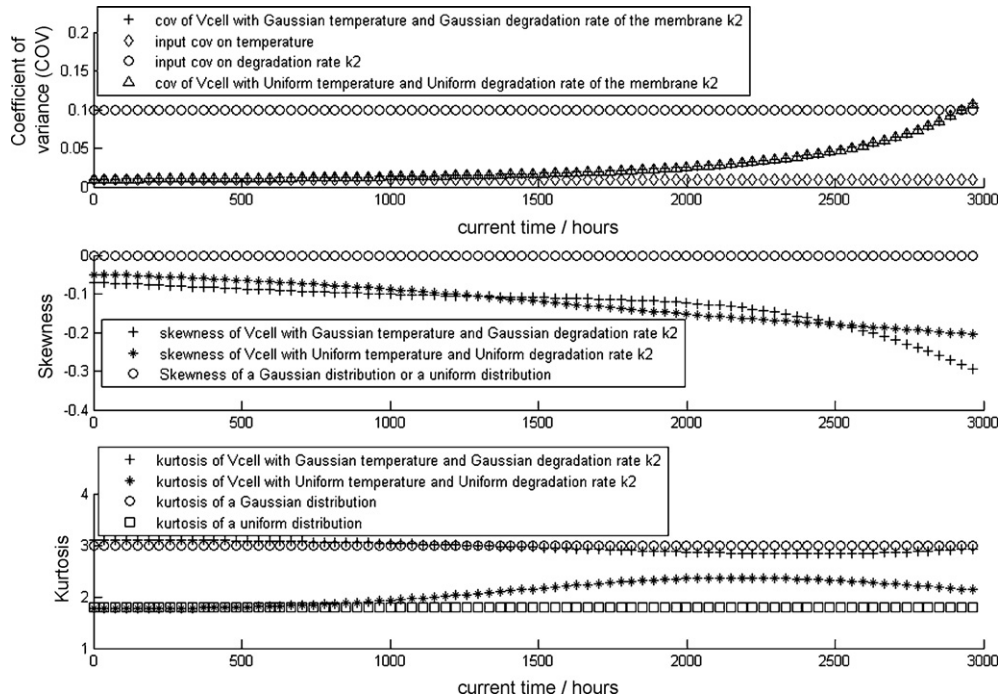 Coefficient of
variance (COV)
+ cov of Vcell with Gaussian temperature and Gaussian degradation rate of the membrane k2
input cov on temperature
input cov on degradation rate k2
cov of Vcell with Uniform temperature and Uniform degradation rate of the membrane k2
0.2
0.15
0.1
0.05
0
0 500 1000 1500 2000 2500 3000
current time / hours
Skewness
0
-0.1
-0.2
-0.3
-0.4
+ skewness of Vcell with Gaussian temperature and Gaussian degradation rate k2
* skewness of Vcell with Uniform temperature and Uniform degradation rate k2
Skewness of a Gaussian distribution or a uniform distribution
0 500 1000 1500 2000 2500 3000
Kurtosis
+ kurtosis of Vcell with Gaussian temperature and Gaussian degradation rate k2
* kurtosis of Vcell with Uniform temperature and Uniform degradation rate k2
kurtosis of a Gaussian distribution
kurtosis of a uniform distribution
4
3
2
1
0 500 1000 1500 2000 2500 3000
current time / hours